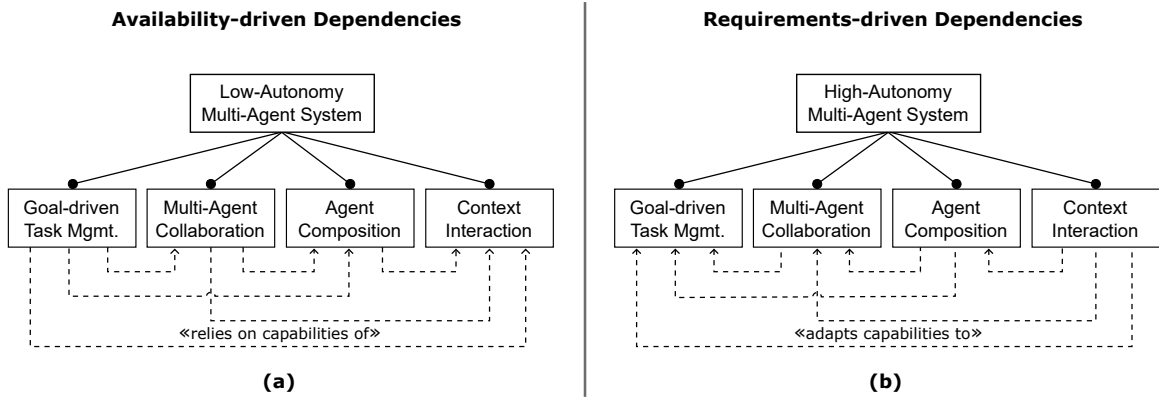 Availability-driven Dependencies
Low-Autonomy
Multi-Agent System
Goal-driven
Task Mgmt.
Multi-Agent
Collaboration
Agent
Composition
Context
Interaction
«relies on capabilities of»
(a)
Requirements-driven Dependencies
High-Autonomy
Multi-Agent System
Goal-driven
Task Mgmt.
Multi-Agent
Collaboration
Agent
Composition
Context
Interaction
«adapts capabilities to»
(b)